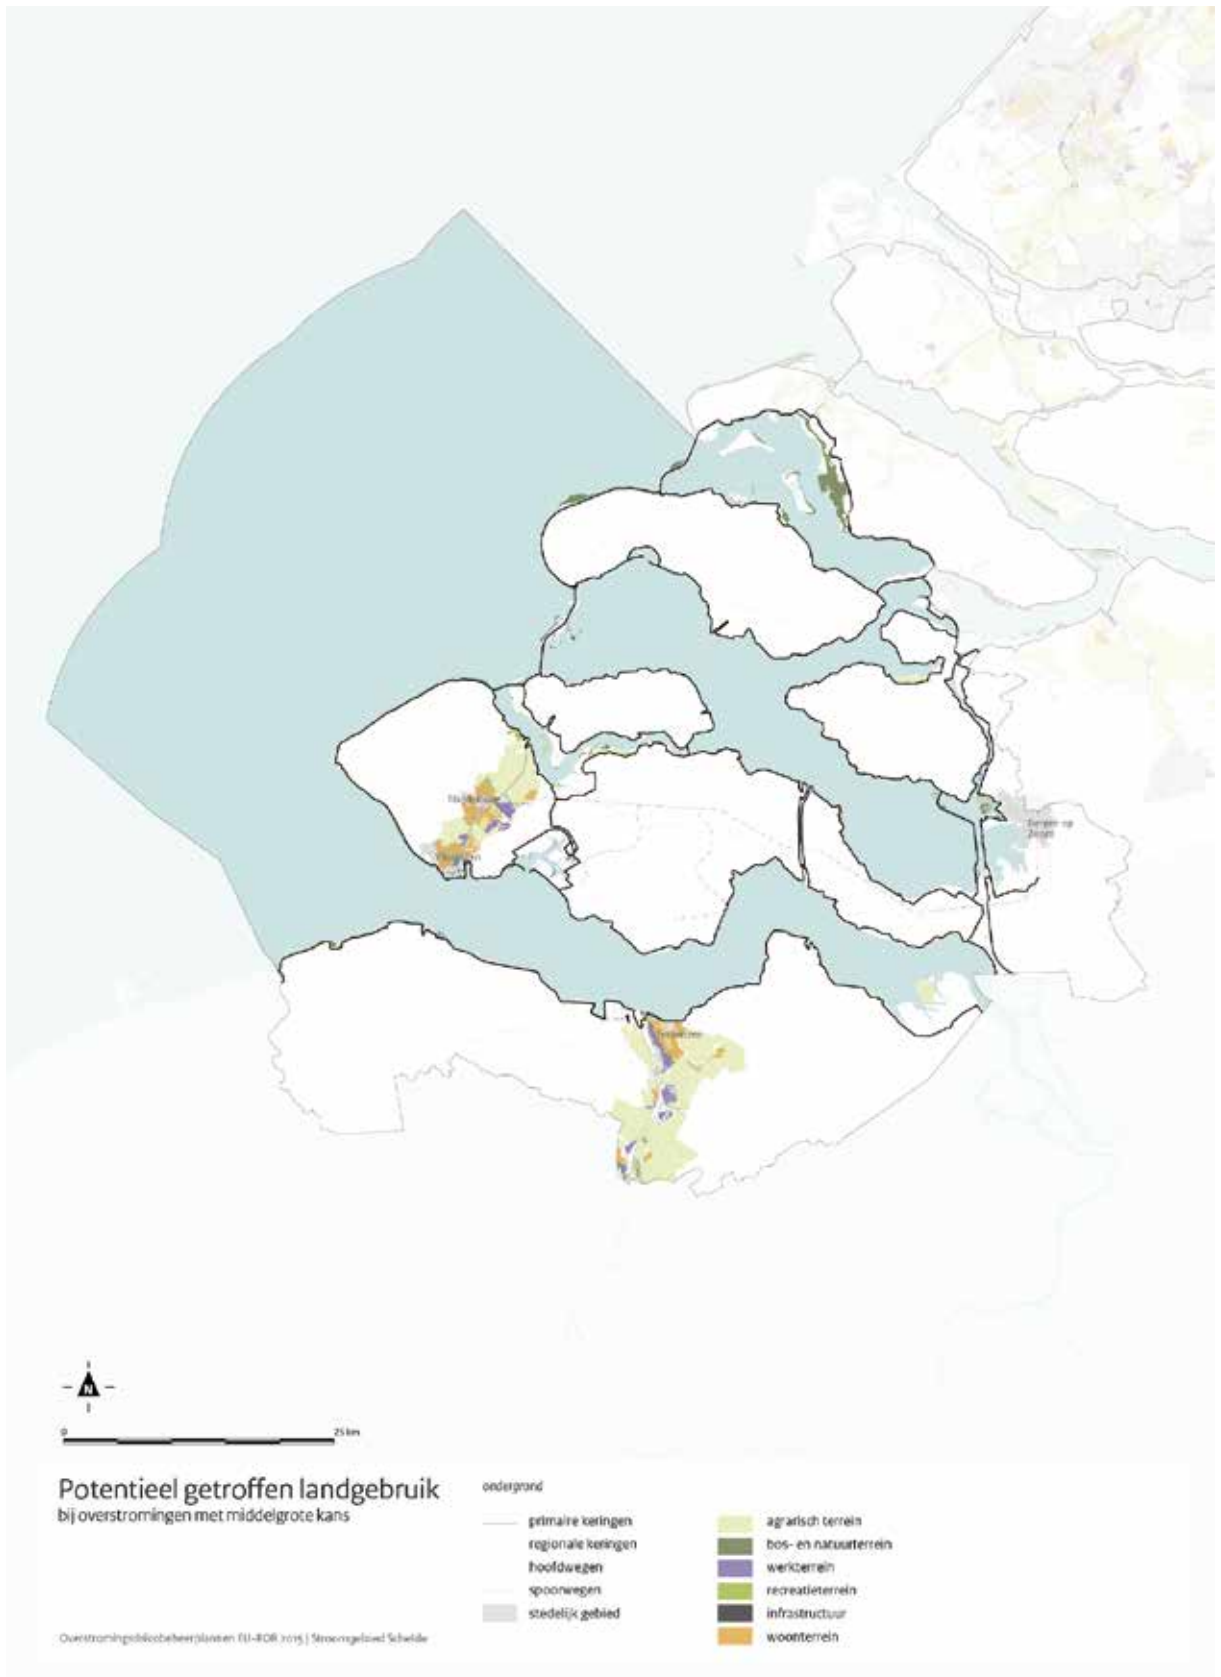 Bergen op
Zoom
N
0
25 km
Potentieel getroffen landgebruik
bij overstromingen met middelgrote kans
ondergrond
primaire keringen
regionale keringen
hoofdwegen
spoorwegen
stedelijk gebied
agrarisch terrein
bos- en natuurterrein
werkterrein
recreatieterrein
infrastructuur
woonterrein
Overstromingsrisicobeheerplannen EU-ROR 2015 | Stroomgebied Schelde